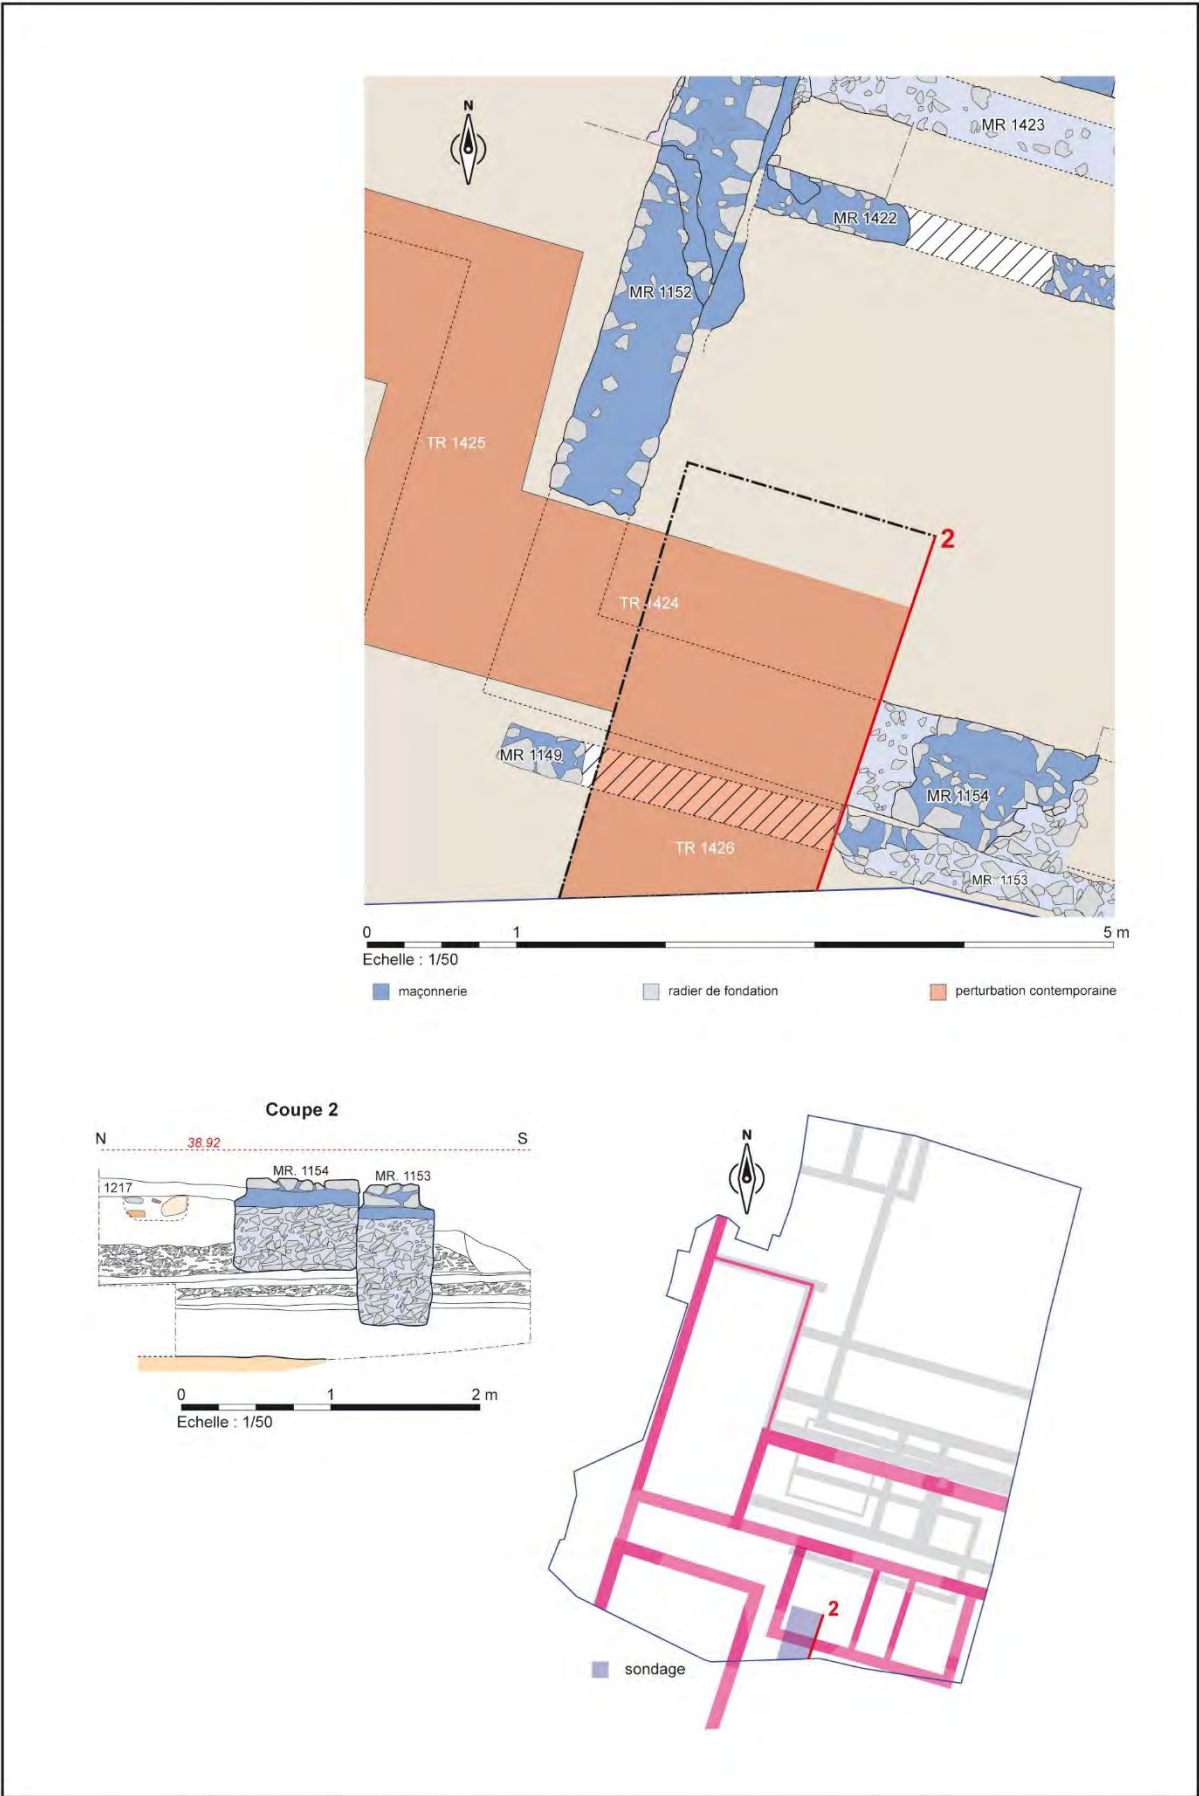 N
MR 1423
MR 1422
MR 1152
TR 1425
2
TR 1424
MR 1149
MR 1154
TR 1426
MR. 1153
0 1 5 m
Echelle : 1/50
maçonnerie radier de fondation perturbation contemporaine
Coupe 2
N 38.92 S
MR. 1154 MR. 1153
1217
0 1 2 m
Echelle : 1/50
N
2
sondage